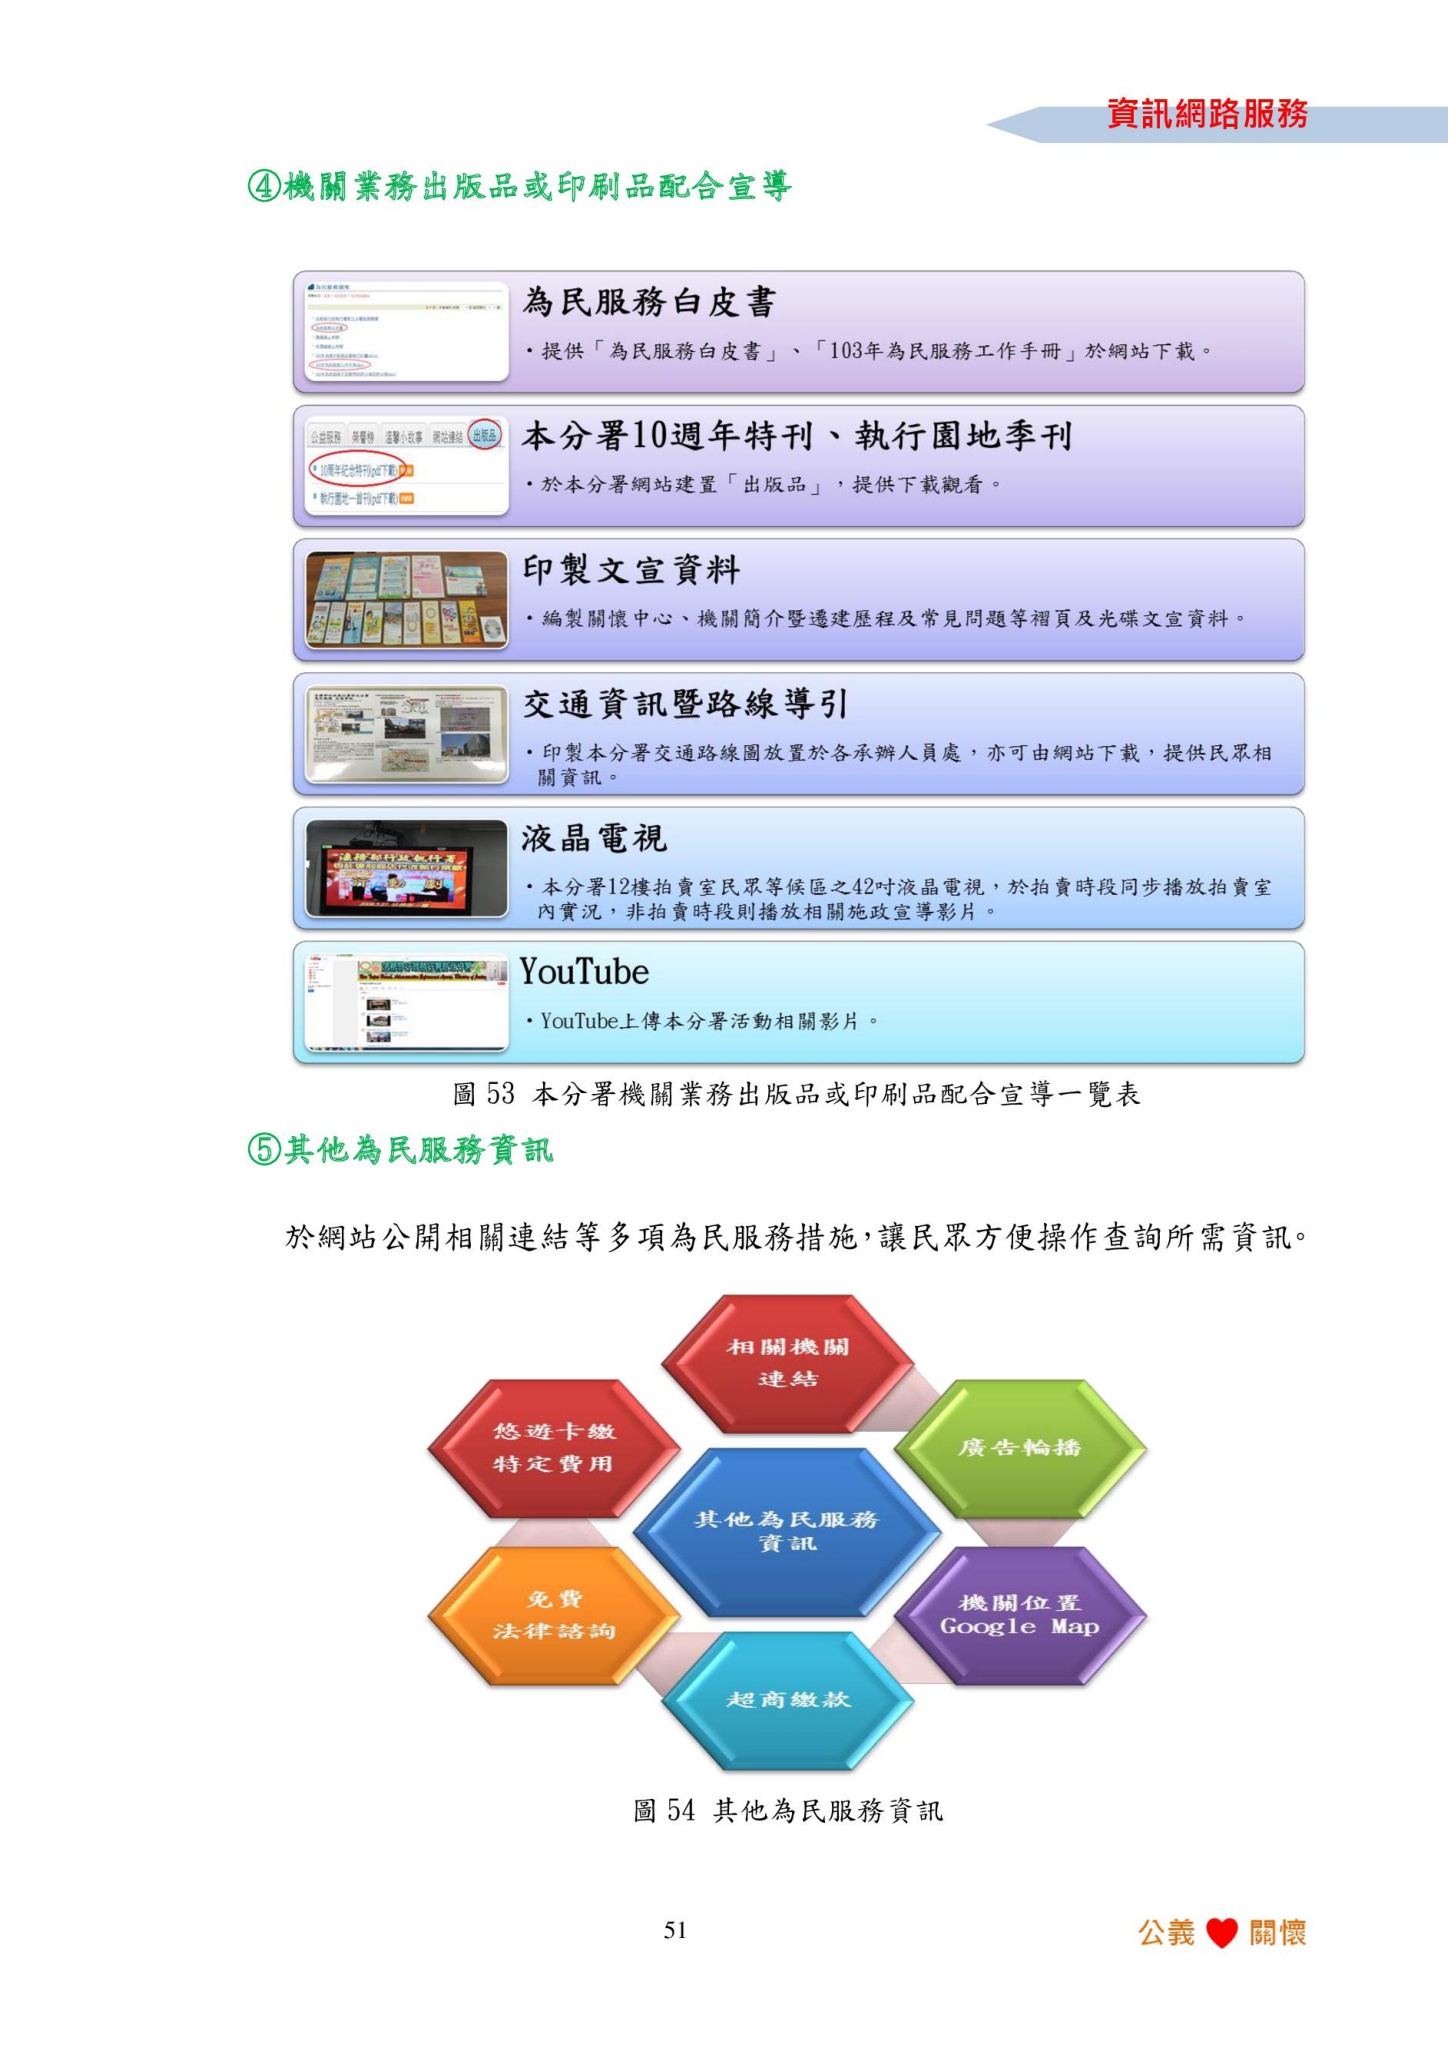 資訊網路服務
④機關業務出版品或印刷品配合宣導
為民服務白皮書
・提供「為民服務白皮書」、「103年為民服務工作手冊」於網站下載。
公益服務 榮譽榜 溫馨小故事 網站連結 出版品
10周年紀念特刊(pdf下載)
執行園地—首刊(pdf下載)
本分署10週年特刊、執行園地季刊
・於本分署網站建置「出版品」，提供下載觀看。
印製文宣資料
・編製關懷中心、機關簡介暨遷建歷程及常見問題等褶頁及光碟文宣資料。
交通資訊暨路線導引
・印製本分署交通路線圖放置於各承辦人員處，亦可由網站下載，提供民眾相
關資訊。
液晶電視
・本分署12樓拍賣室民眾等候區之42吋液晶電視，於拍賣時段同步播放拍賣室
內實況，非拍賣時段則播放相關施政宣導影片。
YouTube
・YouTube上傳本分署活動相關影片。
圖 53 本分署機關業務出版品或印刷品配合宣導一覽表
⑤其他為民服務資訊
於網站公開相關連結等多項為民服務措施，讓民眾方便操作查詢所需資訊。
相關機關
連結
悠遊卡繳
特定費用
廣告輪播
其他為民服務
資訊
免費
法律諮詢
機關位置
Google Map
超商繳款
圖 54 其他為民服務資訊
51
公義 關懷